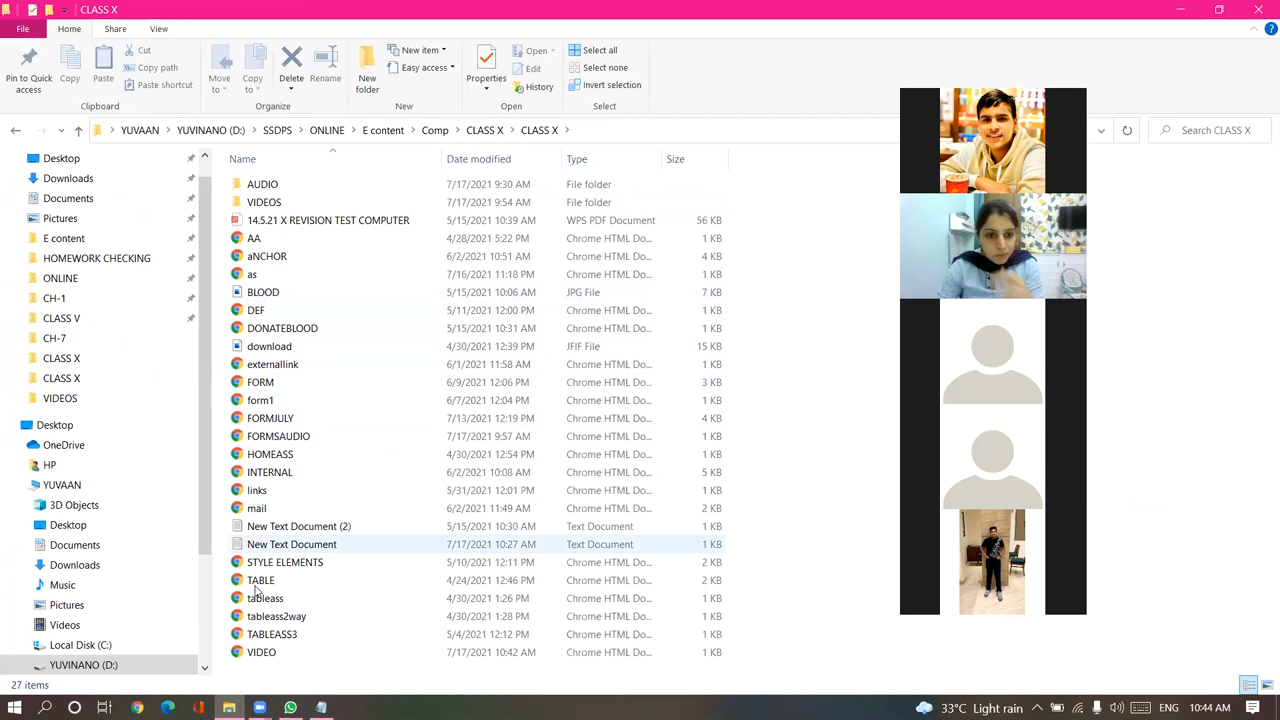 CLASS X
File Home Share View
Pin to Quick access
Copy
Paste
Cut
Copy path
Paste shortcut
Clipboard
Move to
Copy to
Delete
Rename
Organize
New folder
New item
Easy access
New
Properties
Open
Edit
History
Open
Select all
Select none
Invert selection
Select
YUVAAN > YUVINANO (D:) > SSDPS > ONLINE > E content > Comp > CLASS X > CLASS X >
Search CLASS X
Desktop
Downloads
Documents
Pictures
E content
HOMEWORK CHECKING
ONLINE
CH-1
CLASS V
CH-7
CLASS X
CLASS X
VIDEOS
Desktop
OneDrive
HP
YUVAAN
3D Objects
Desktop
Documents
Downloads
Music
Pictures
Videos
Local Disk (C:)
YUVINANO (D:)
Name Date modified Type Size
AUDIO 7/17/2021 9:30 AM File folder
VIDEOS 7/17/2021 9:54 AM File folder
14.5.21 X REVISION TEST COMPUTER 5/15/2021 10:39 AM WPS PDF Document 56 KB
AA 4/28/2021 5:22 PM Chrome HTML Do... 1 KB
aNCHOR 6/2/2021 10:51 AM Chrome HTML Do... 4 KB
as 7/16/2021 11:18 PM Chrome HTML Do... 1 KB
BLOOD 5/15/2021 10:06 AM JPG File 7 KB
DEF 5/11/2021 12:00 PM Chrome HTML Do... 1 KB
DONATEBLOOD 5/15/2021 10:31 AM Chrome HTML Do... 1 KB
download 4/30/2021 12:39 PM JFIF File 15 KB
externallink 6/1/2021 11:58 AM Chrome HTML Do... 1 KB
FORM 6/9/2021 12:06 PM Chrome HTML Do... 3 KB
form1 6/7/2021 12:04 PM Chrome HTML Do... 1 KB
FORMJULY 7/13/2021 12:19 PM Chrome HTML Do... 4 KB
FORMSAUDIO 7/17/2021 9:57 AM Chrome HTML Do... 1 KB
HOMEASS 4/30/2021 12:54 PM Chrome HTML Do... 1 KB
INTERNAL 6/2/2021 10:08 AM Chrome HTML Do... 5 KB
links 5/31/2021 12:01 PM Chrome HTML Do... 1 KB
mail 6/2/2021 11:49 AM Chrome HTML Do... 2 KB
New Text Document (2) 5/15/2021 10:30 AM Text Document 1 KB
New Text Document 7/17/2021 10:27 AM Text Document 1 KB
STYLE ELEMENTS 5/10/2021 12:11 PM Chrome HTML Do... 2 KB
TABLE 4/24/2021 12:46 PM Chrome HTML Do... 2 KB
tableass 4/30/2021 1:26 PM Chrome HTML Do... 1 KB
tableass2way 4/30/2021 1:28 PM Chrome HTML Do... 1 KB
TABLEASS3 5/4/2021 12:12 PM Chrome HTML Do... 1 KB
VIDEO 7/17/2021 10:42 AM Chrome HTML Do... 1 KB
27 items
33°C Light rain
ENG
10:44 AM